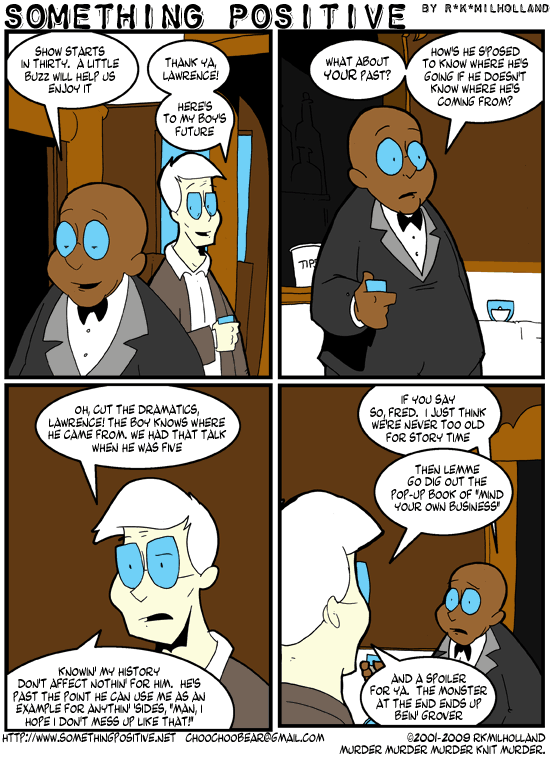 SOMETHING POSITIVE BY R*K*MILHOLLAND
SHOW STARTS
IN THIRTY. A LITTLE
BUZZ WILL HELP US
ENJOY IT
THANK YA,
LAWRENCE!
HERE'S
TO MY BOY'S
FUTURE
WHAT ABOUT
YOUR PAST?
HOW'S HE S'POSED
TO KNOW WHERE HE'S
GOING IF HE DOESN'T
KNOW WHERE HE'S
COMING FROM?
TIPS
OH, CUT THE DRAMATICS,
LAWRENCE! THE BOY KNOWS WHERE
HE CAME FROM. WE HAD THAT TALK
WHEN HE WAS FIVE
KNOWIN' MY HISTORY
DON'T AFFECT NOTHIN' FOR HIM. HE'S
PAST THE POINT HE CAN USE ME AS AN
EXAMPLE FOR ANYTHIN' 'SIDES, "MAN, I
HOPE I DON'T MESS UP LIKE THAT!"
IF YOU SAY
SO, FRED. I JUST THINK
WE'RE NEVER TOO OLD
FOR STORY TIME
THEN LEMME
GO DIG OUT THE
POP-UP BOOK OF "MIND
YOUR OWN BUSINESS"
AND A SPOILER
FOR YA. THE MONSTER
AT THE END ENDS UP
BEIN' GROVER
HTTP://WWW.SOMETHINGPOSITIVE.NET CHOOCHOOBEAR@GMAIL.COM
©2001-2009 RKMILHOLLAND
MURDER MURDER MURDER KNIT MURDER.